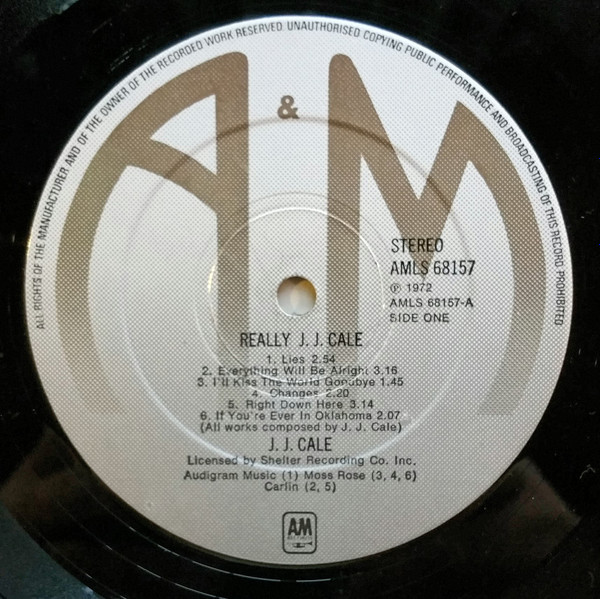 ALL RIGHTS OF THE MANUFACTURER AND OF THE OWNER OF THE RECORDED WORK RESERVED UNAUTHORISED COPYING PUBLIC PERFORMANCE AND BROADCASTING OF THIS RECORD PROHIBITED
A & M
STEREO
AMLS 68157
℗ 1972
AMLS 68157-A
SIDE ONE
REALLY J. J. CALE
1. Lies 2.54
2. Everything Will Be Alright 3.16
3. I'll Kiss The World Goodbye 1.45
4. Changes 2.20
5. Right Down Here 3.14
6. If You're Ever In Oklahoma 2.07
(All works composed by J. J. Cale)
J. J. CALE
Licensed by Shelter Recording Co. Inc.
Audigram Music (1) Moss Rose (3, 4, 6)
Carlin (2, 5)
AM